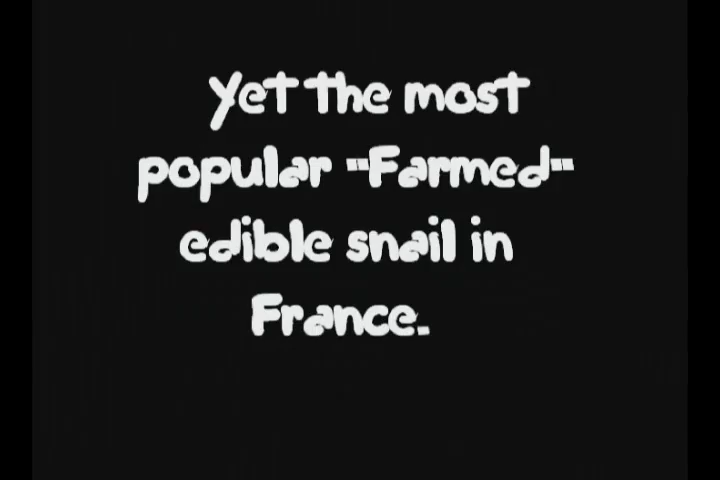 Yet the most
popular "Farmed"
edible snail in
France.